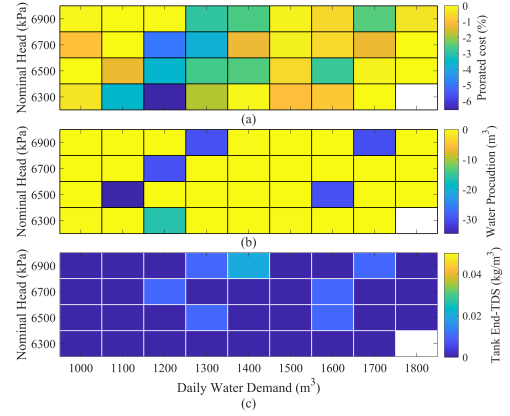 Nominal Head (kPa)
6900
6700
6500
6300
0
-1
-2
-3
-4
-5
-6
Prorated cost (%)
(a)
Nominal Head (kPa)
6900
6700
6500
6300
0
-10
-20
-30
Water Procudtion (m³)
(b)
Nominal Head (kPa)
6900
6700
6500
6300
0.04
0.02
0
Tank End-TDS (kg/m³)
1000 1100 1200 1300 1400 1500 1600 1700 1800
Daily Water Demand (m³)
(c)